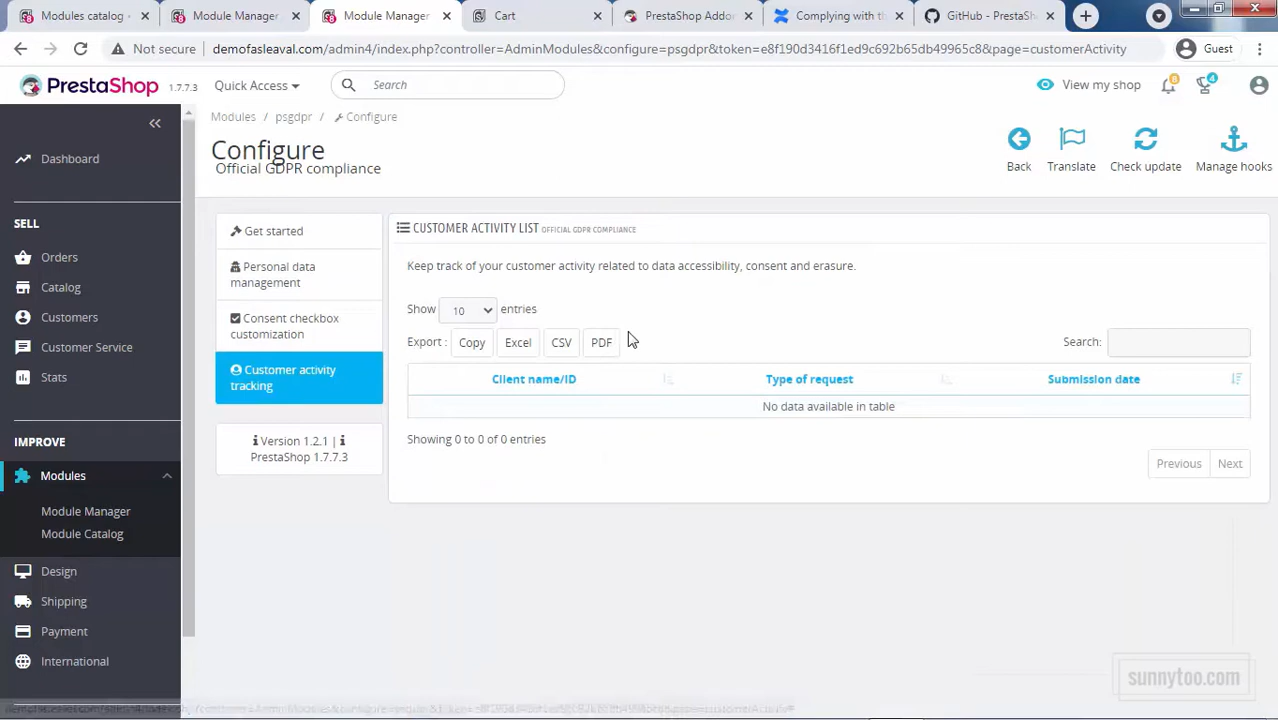 Modules catalog •
Module Manager
Module Manager
Cart
PrestaShop Addo
Complying with th
GitHub - PrestaSh
Not secure
demofasleaval.com/admin4/index.php?controller=AdminModules&configure=psgdpr&token=e8f190d3416f1ed9c692b65db49965c8&page=customerActivity
Guest
PrestaShop 1.7.7.3
Quick Access
Search
View my shop
8
4
Modules / psgdpr / Configure
Configure
Official GDPR compliance
Back
Translate
Check update
Manage hooks
Dashboard
SELL
Orders
Catalog
Customers
Customer Service
Stats
IMPROVE
Modules
Module Manager
Module Catalog
Design
Shipping
Payment
International
Get started
Personal data
management
Consent checkbox
customization
Customer activity
tracking
Version 1.2.1 |
PrestaShop 1.7.7.3
CUSTOMER ACTIVITY LIST OFFICIAL GDPR COMPLIANCE
Keep track of your customer activity related to data accessibility, consent and erasure.
Show 10 entries
Export : Copy Excel CSV PDF
Search:
Client name/ID
Type of request
Submission date
No data available in table
Showing 0 to 0 of 0 entries
Previous
Next
sunnytoo.com